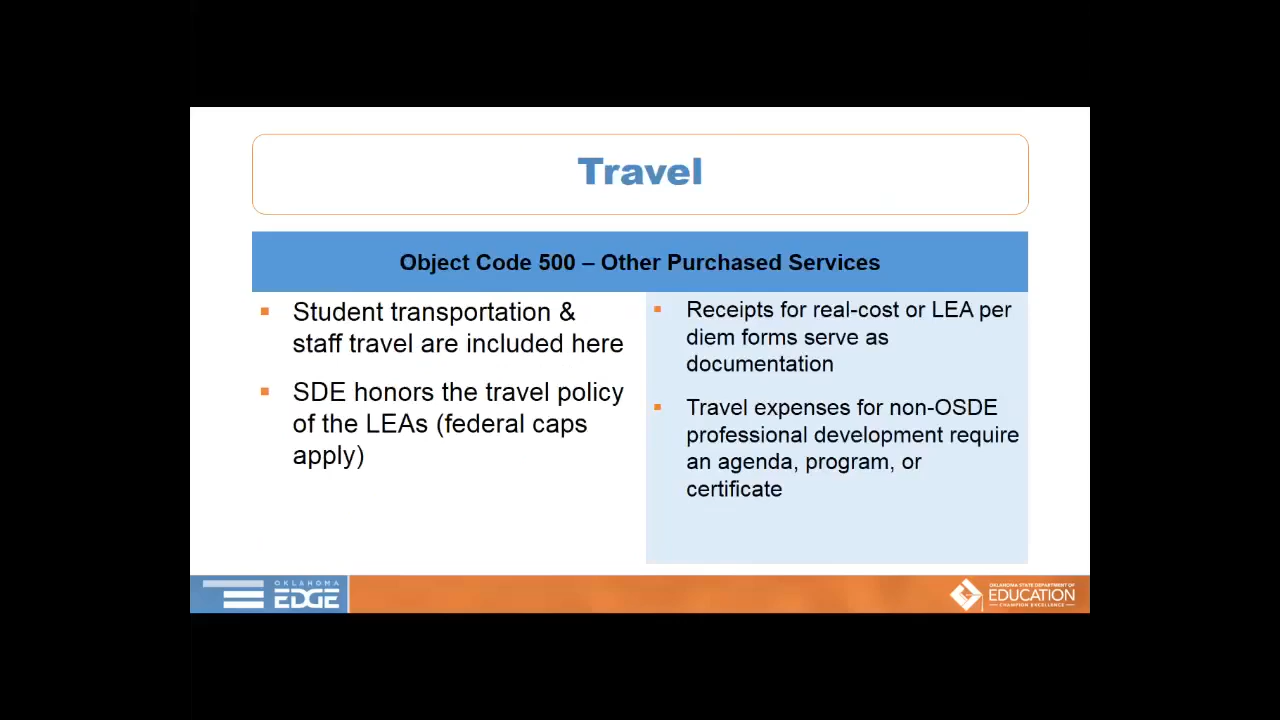 Travel
Object Code 500 – Other Purchased Services
▪ Student transportation &
staff travel are included here
▪ SDE honors the travel policy
of the LEAs (federal caps
apply)
▪ Receipts for real-cost or LEA per
diem forms serve as
documentation
▪ Travel expenses for non-OSDE
professional development require
an agenda, program, or
certificate
OKLAHOMA
EDGE
OKLAHOMA STATE DEPARTMENT OF
EDUCATION
CHAMPION EXCELLENCE